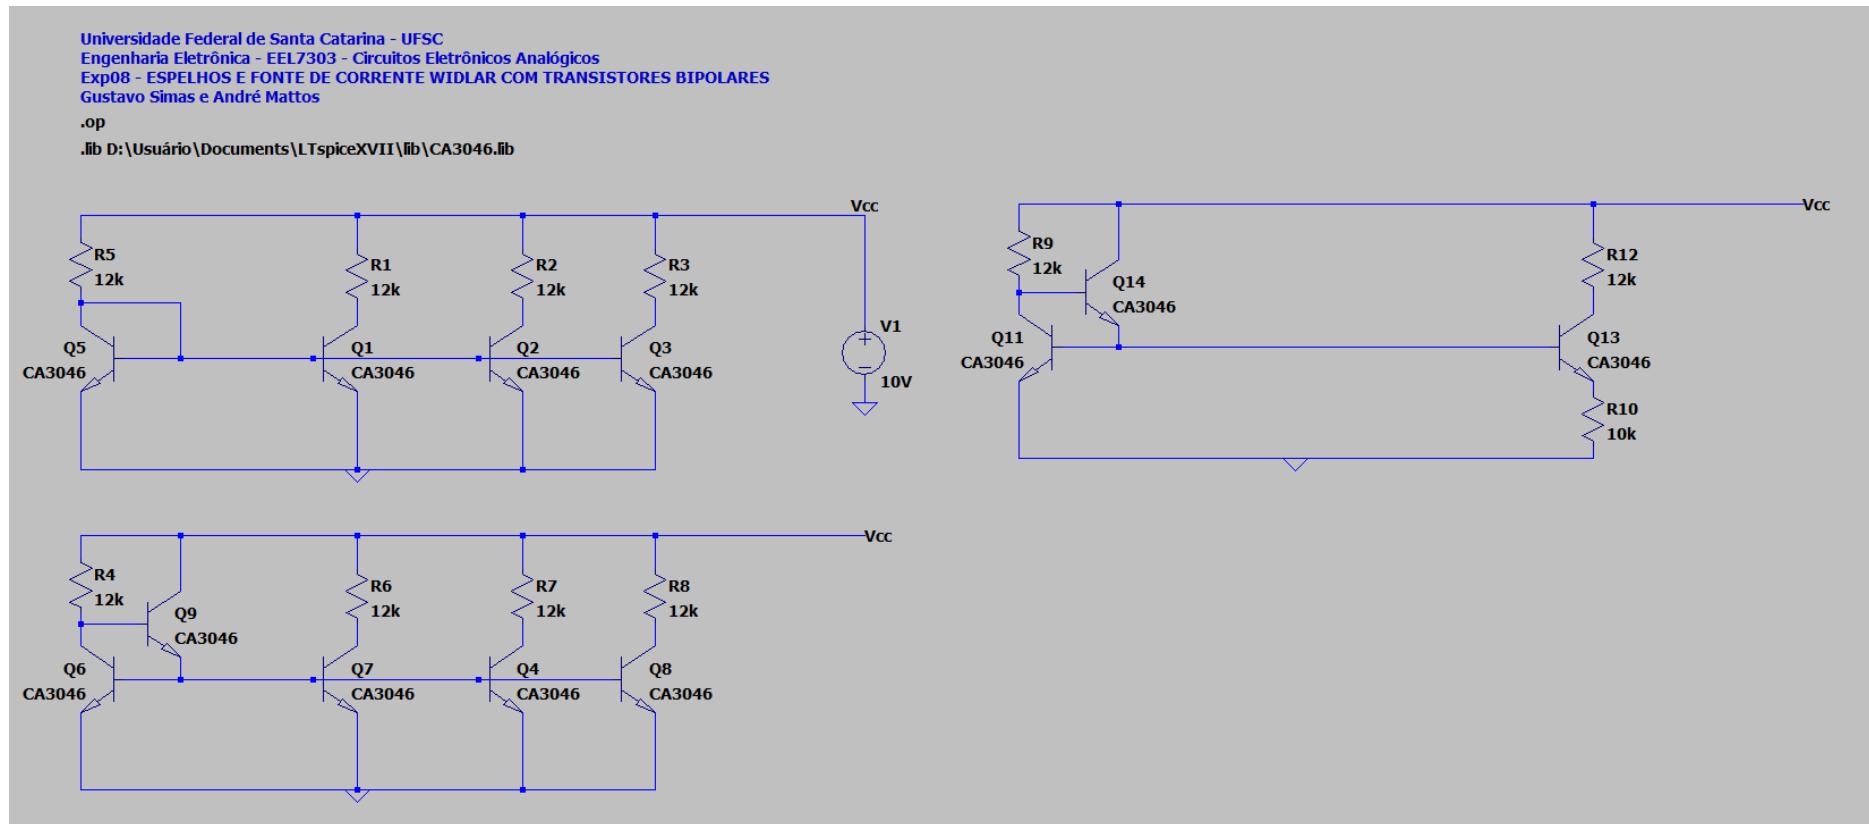 Universidade Federal de Santa Catarina - UFSC
Engenharia Eletrônica - EEL7303 - Circuitos Eletrônicos Analógicos
Exp08 - ESPELHOS E FONTE DE CORRENTE WIDLAR COM TRANSISTORES BIPOLARES
Gustavo Simas e André Mattos
.op
.lib D:\Usuário\Documents\LTspiceXVII\lib\CA3046.lib
Vcc
R5
12k
R1
12k
R2
12k
R3
12k
Q5
CA3046
Q1
CA3046
Q2
CA3046
Q3
CA3046
V1
10V
Vcc
R9
12k
Q14
CA3046
R12
12k
Q11
CA3046
Q13
CA3046
R10
10k
Vcc
R4
12k
Q9
CA3046
R6
12k
R7
12k
R8
12k
Q6
CA3046
Q7
CA3046
Q4
CA3046
Q8
CA3046